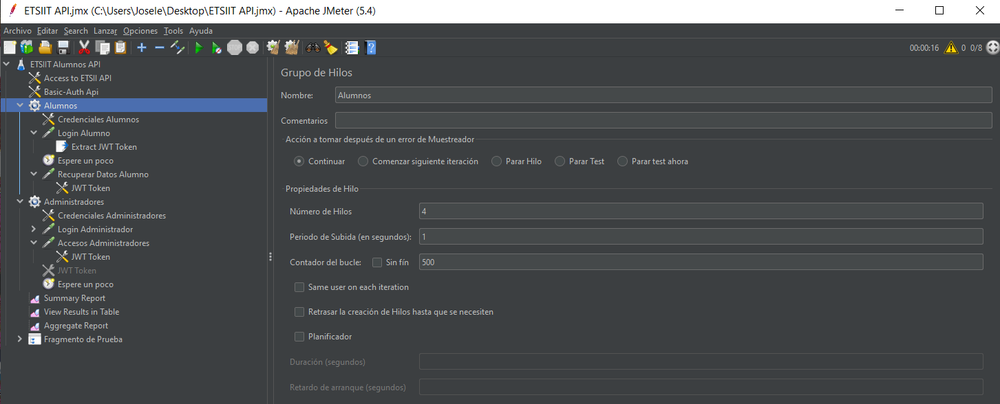 ETSIIT API.jmx (C:\Users\Josele\Desktop\ETSIIT API.jmx) - Apache JMeter (5.4)
Archivo Editar Search Lanzar Opciones Tools Ayuda
STOP ? 00:00:16 0 0/8
ETSIIT Alumnos API
Access to ETSII API
Basic-Auth Api
Alumnos
Credenciales Alumnos
Login Alumno
Extract JWT Token
Espere un poco
Recuperar Datos Alumno
JWT Token
Administradores
Credenciales Administradores
Login Administrador
Accesos Administradores
JWT Token
JWT Token
Espere un poco
Summary Report
View Results in Table
Aggregate Report
Fragmento de Prueba
Grupo de Hilos
Nombre: Alumnos
Comentarios
Acción a tomar después de un error de Muestreador
Continuar Comenzar siguiente iteración Parar Hilo Parar Test Parar test ahora
Propiedades de Hilo
Número de Hilos 4
Periodo de Subida (en segundos): 1
Contador del bucle: Sin fín 500
Same user on each iteration
Retrasar la creación de Hilos hasta que se necesiten
Planificador
Duración (segundos)
Retardo de arranque (segundos)